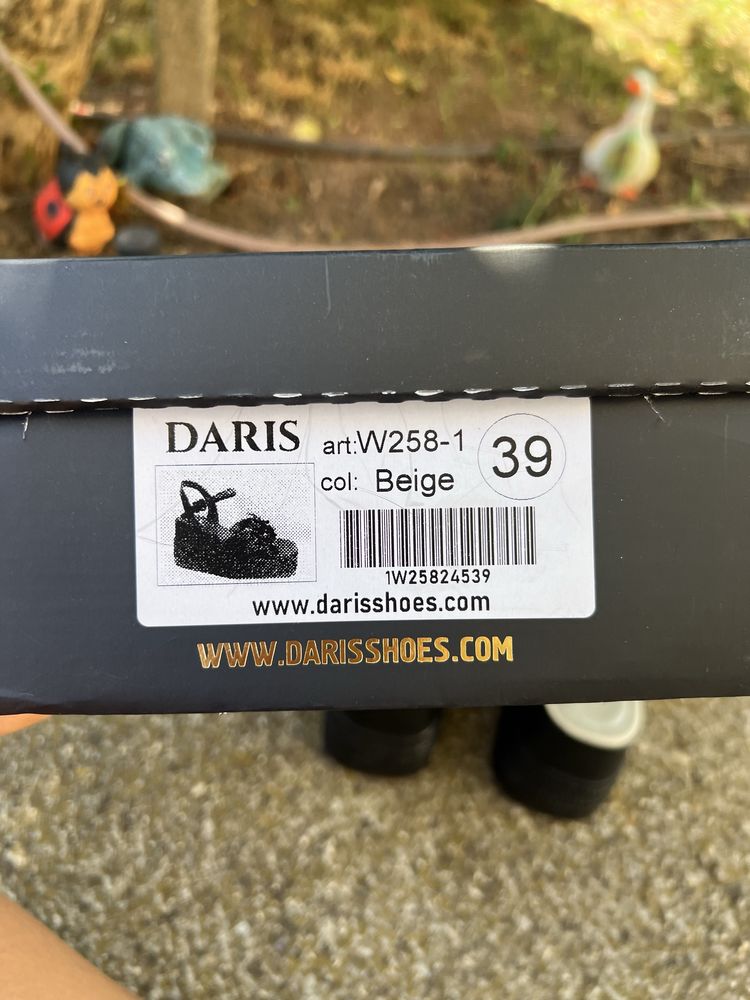 DARIS
art:W258-1
39
col: Beige
1W25824539
www.darisshoes.com
WWW.DARISSHOES.COM